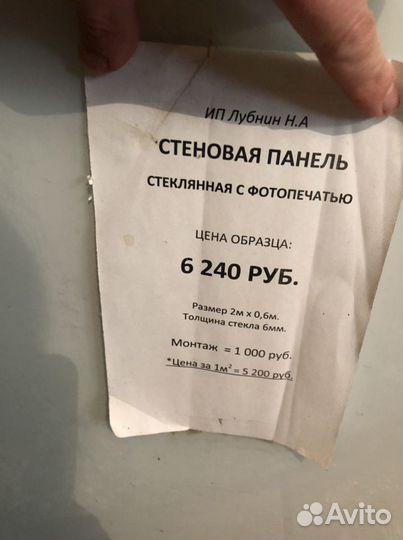 ИП Лубнин Н.А
СТЕНОВАЯ ПАНЕЛЬ
СТЕКЛЯННАЯ С ФОТОПЕЧАТЬЮ
ЦЕНА ОБРАЗЦА:
6 240 РУБ.
Размер 2м х 0,6м.
Толщина стекла 6мм.
Монтаж = 1 000 руб.
*Цена за 1м² = 5 200 руб.
Avito